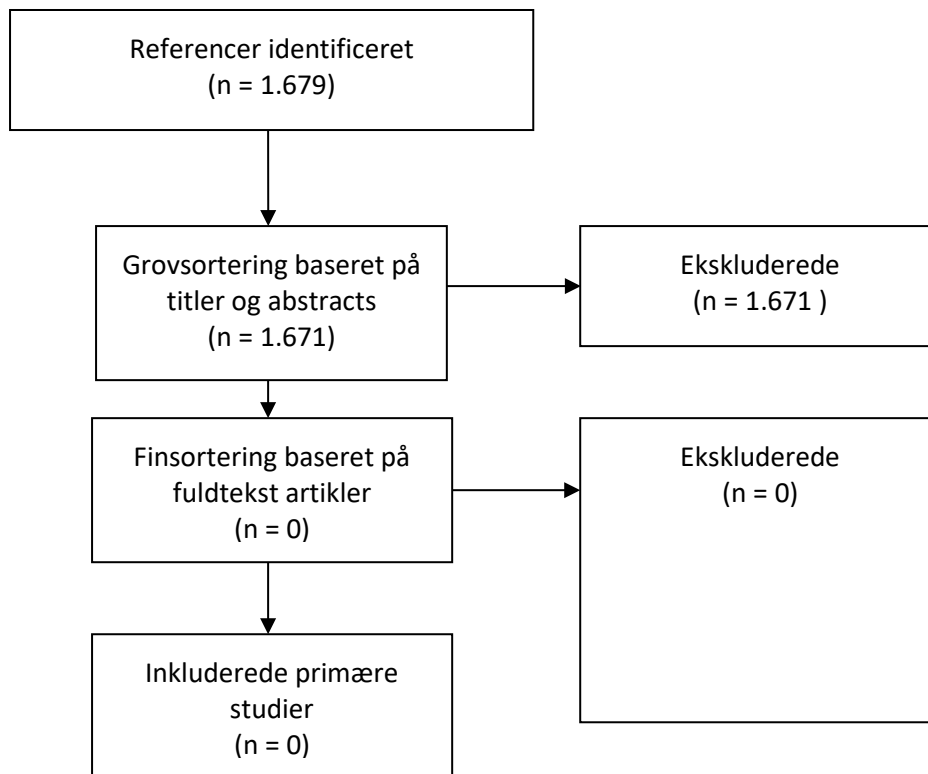 Referencer identificeret
(n = 1.679)
Grovsortering baseret på
titler og abstracts
(n = 1.671)
Ekskluderede
(n = 1.671 )
Finsortering baseret på
fuldtekst artikler
(n = 0)
Ekskluderede
(n = 0)
Inkluderede primære
studier
(n = 0)